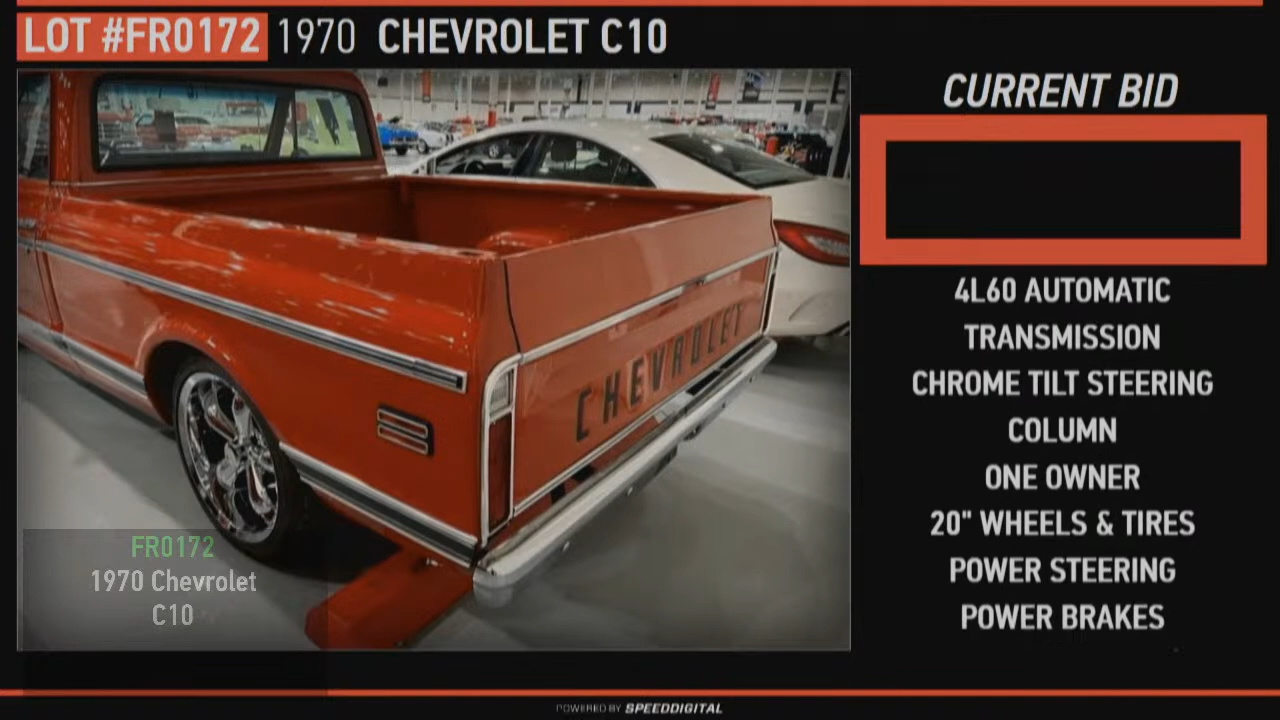 LOT #FR0172 1970 CHEVROLET C10
CURRENT BID
4L60 AUTOMATIC
TRANSMISSION
CHROME TILT STEERING
COLUMN
ONE OWNER
20" WHEELS & TIRES
POWER STEERING
POWER BRAKES
CHEVROLET
FR0172
1970 Chevrolet
C10
POWERED BY SPEEDDIGITAL